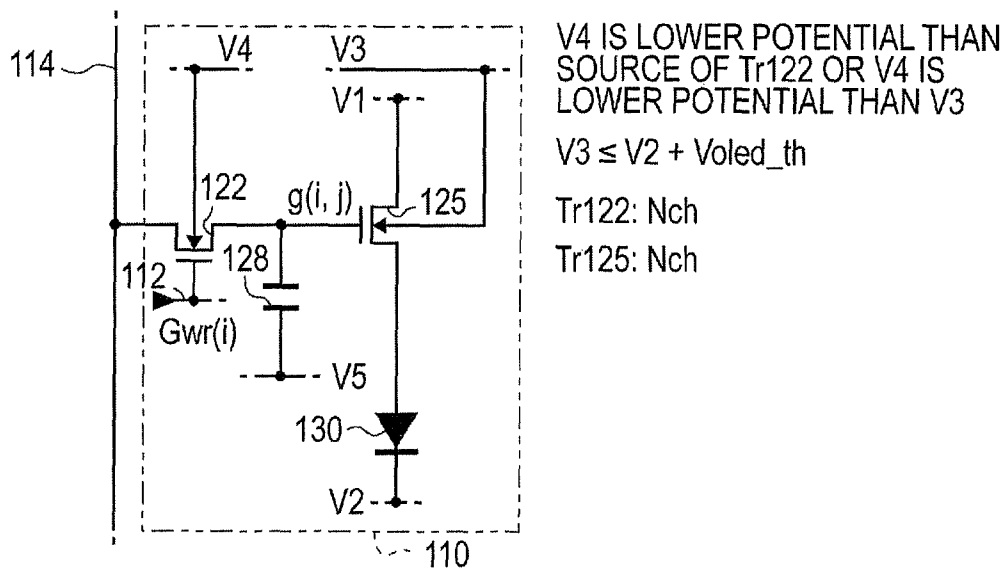 114
V4
V3
V1
122
g(i, j)
125
112
128
Gwr(i)
V5
130
V2
110
V4 IS LOWER POTENTIAL THAN
SOURCE OF Tr122 OR V4 IS
LOWER POTENTIAL THAN V3
V3 ≤ V2 + Voled_th
Tr122: Nch
Tr125: Nch